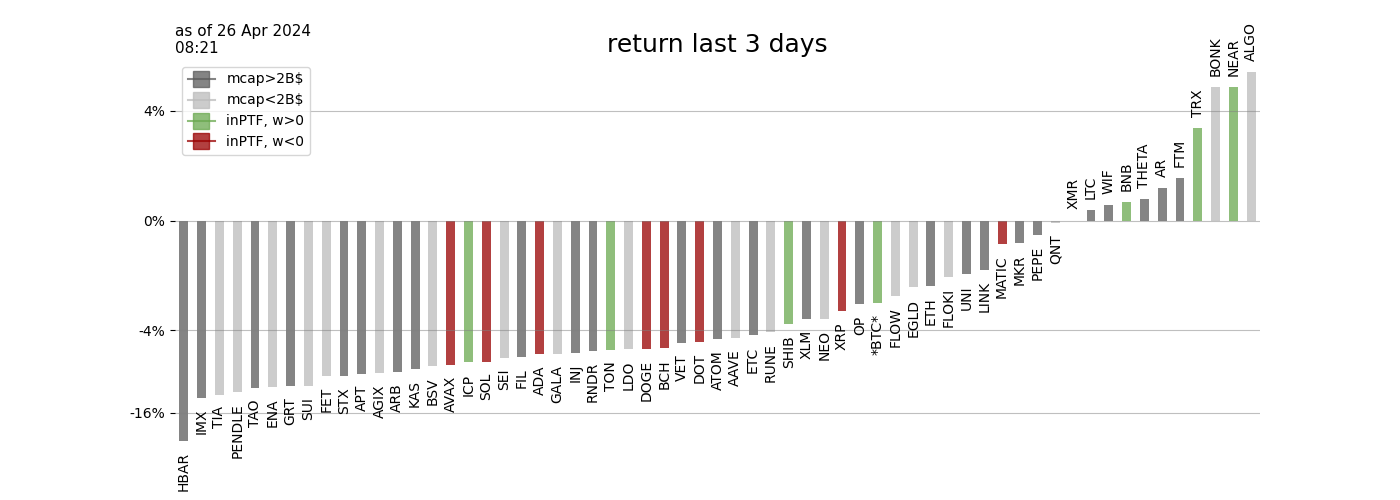 as of 26 Apr 2024
08:21
return last 3 days
mcap>2B$
mcap<2B$
inPTF, w>0
inPTF, w<0
4%
0%
-4%
-16%
HBAR
IMX
TIA
PENDLE
TAO
ENA
GRT
SUI
FET
STX
APT
AGIX
ARB
KAS
BSV
AVAX
ICP
SOL
SEI
FIL
ADA
GALA
INJ
RNDR
TON
LDO
DOGE
BCH
VET
DOT
ATOM
AAVE
ETC
RUNE
SHIB
XLM
NEO
XRP
OP
*BTC*
FLOW
EGLD
ETH
FLOKI
UNI
LINK
MATIC
MKR
PEPE
QNT
XMR
LTC
WIF
BNB
THETA
AR
FTM
TRX
BONK
NEAR
ALGO